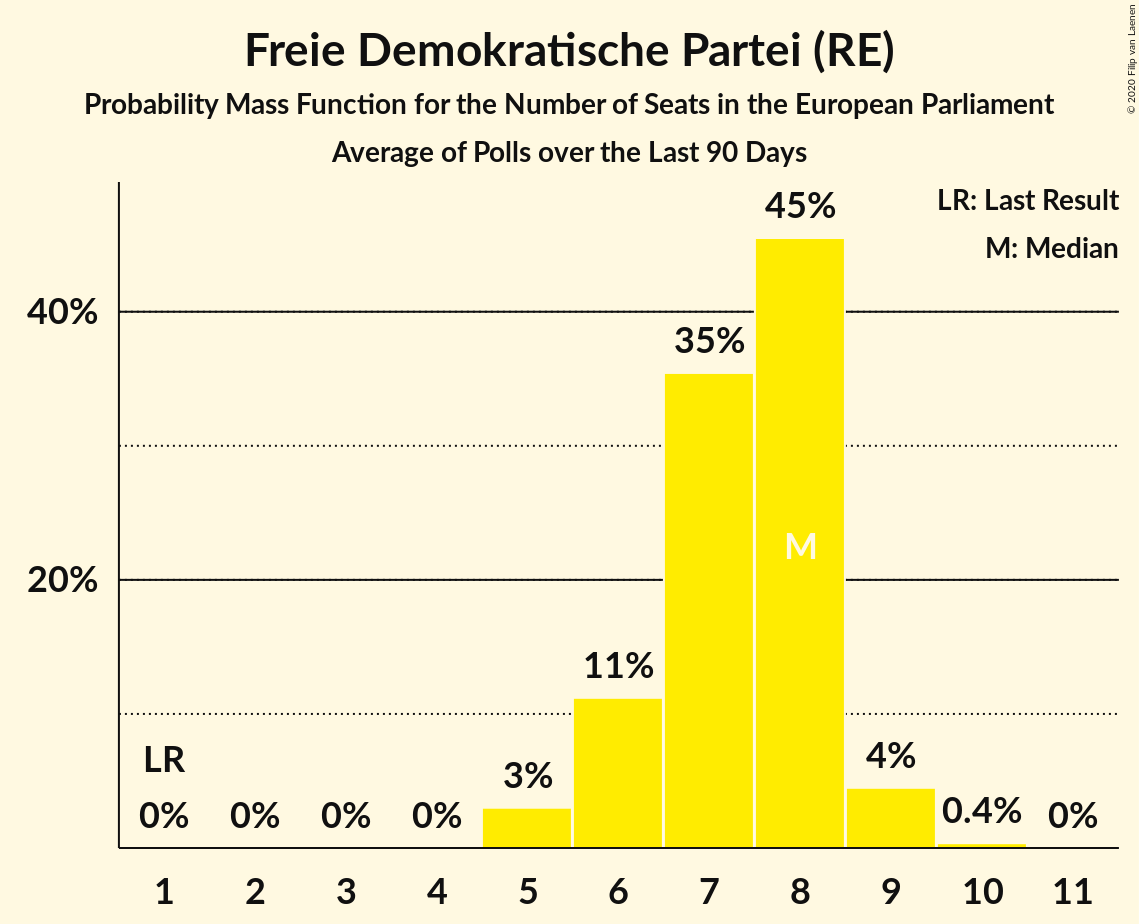 Freie Demokratische Partei (RE)
Probability Mass Function for the Number of Seats in the European Parliament
Average of Polls over the Last 90 Days
© 2020 Filip van Laenen
LR: Last Result
M: Median
45%
40%
35%
M
20%
11%
LR
3%
4%
0%
0%
0%
0%
0.4%
0%
1 2 3 4 5 6 7 8 9 10 11